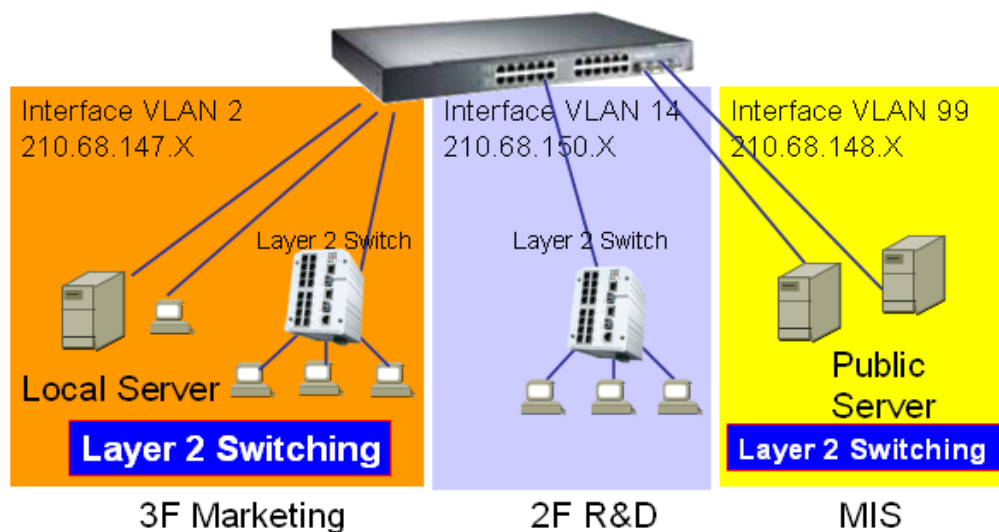 Interface VLAN 2
210.68.147.X
Layer 2 Switch
Local Server
Layer 2 Switching
3F Marketing
Interface VLAN 14
210.68.150.X
Layer 2 Switch
2F R&D
Interface VLAN 99
210.68.148.X
Public
Server
Layer 2 Switching
MIS